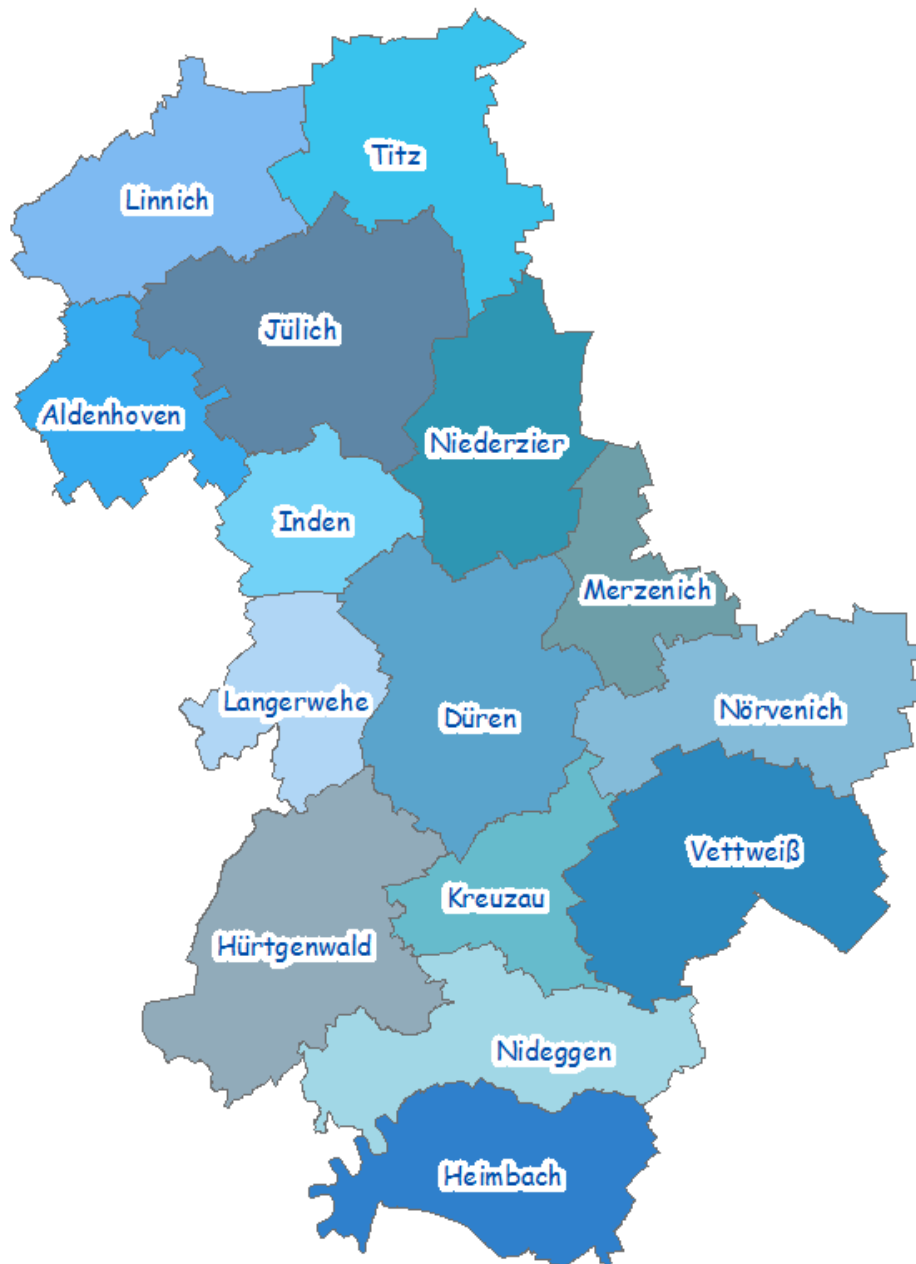 Titz
Linnich
Jülich
Aldenhoven
Niederzier
Inden
Merzenich
Langerwehe
Düren
Nörvenich
Vettweiß
Kreuzau
Hürtgenwald
Nideggen
Heimbach